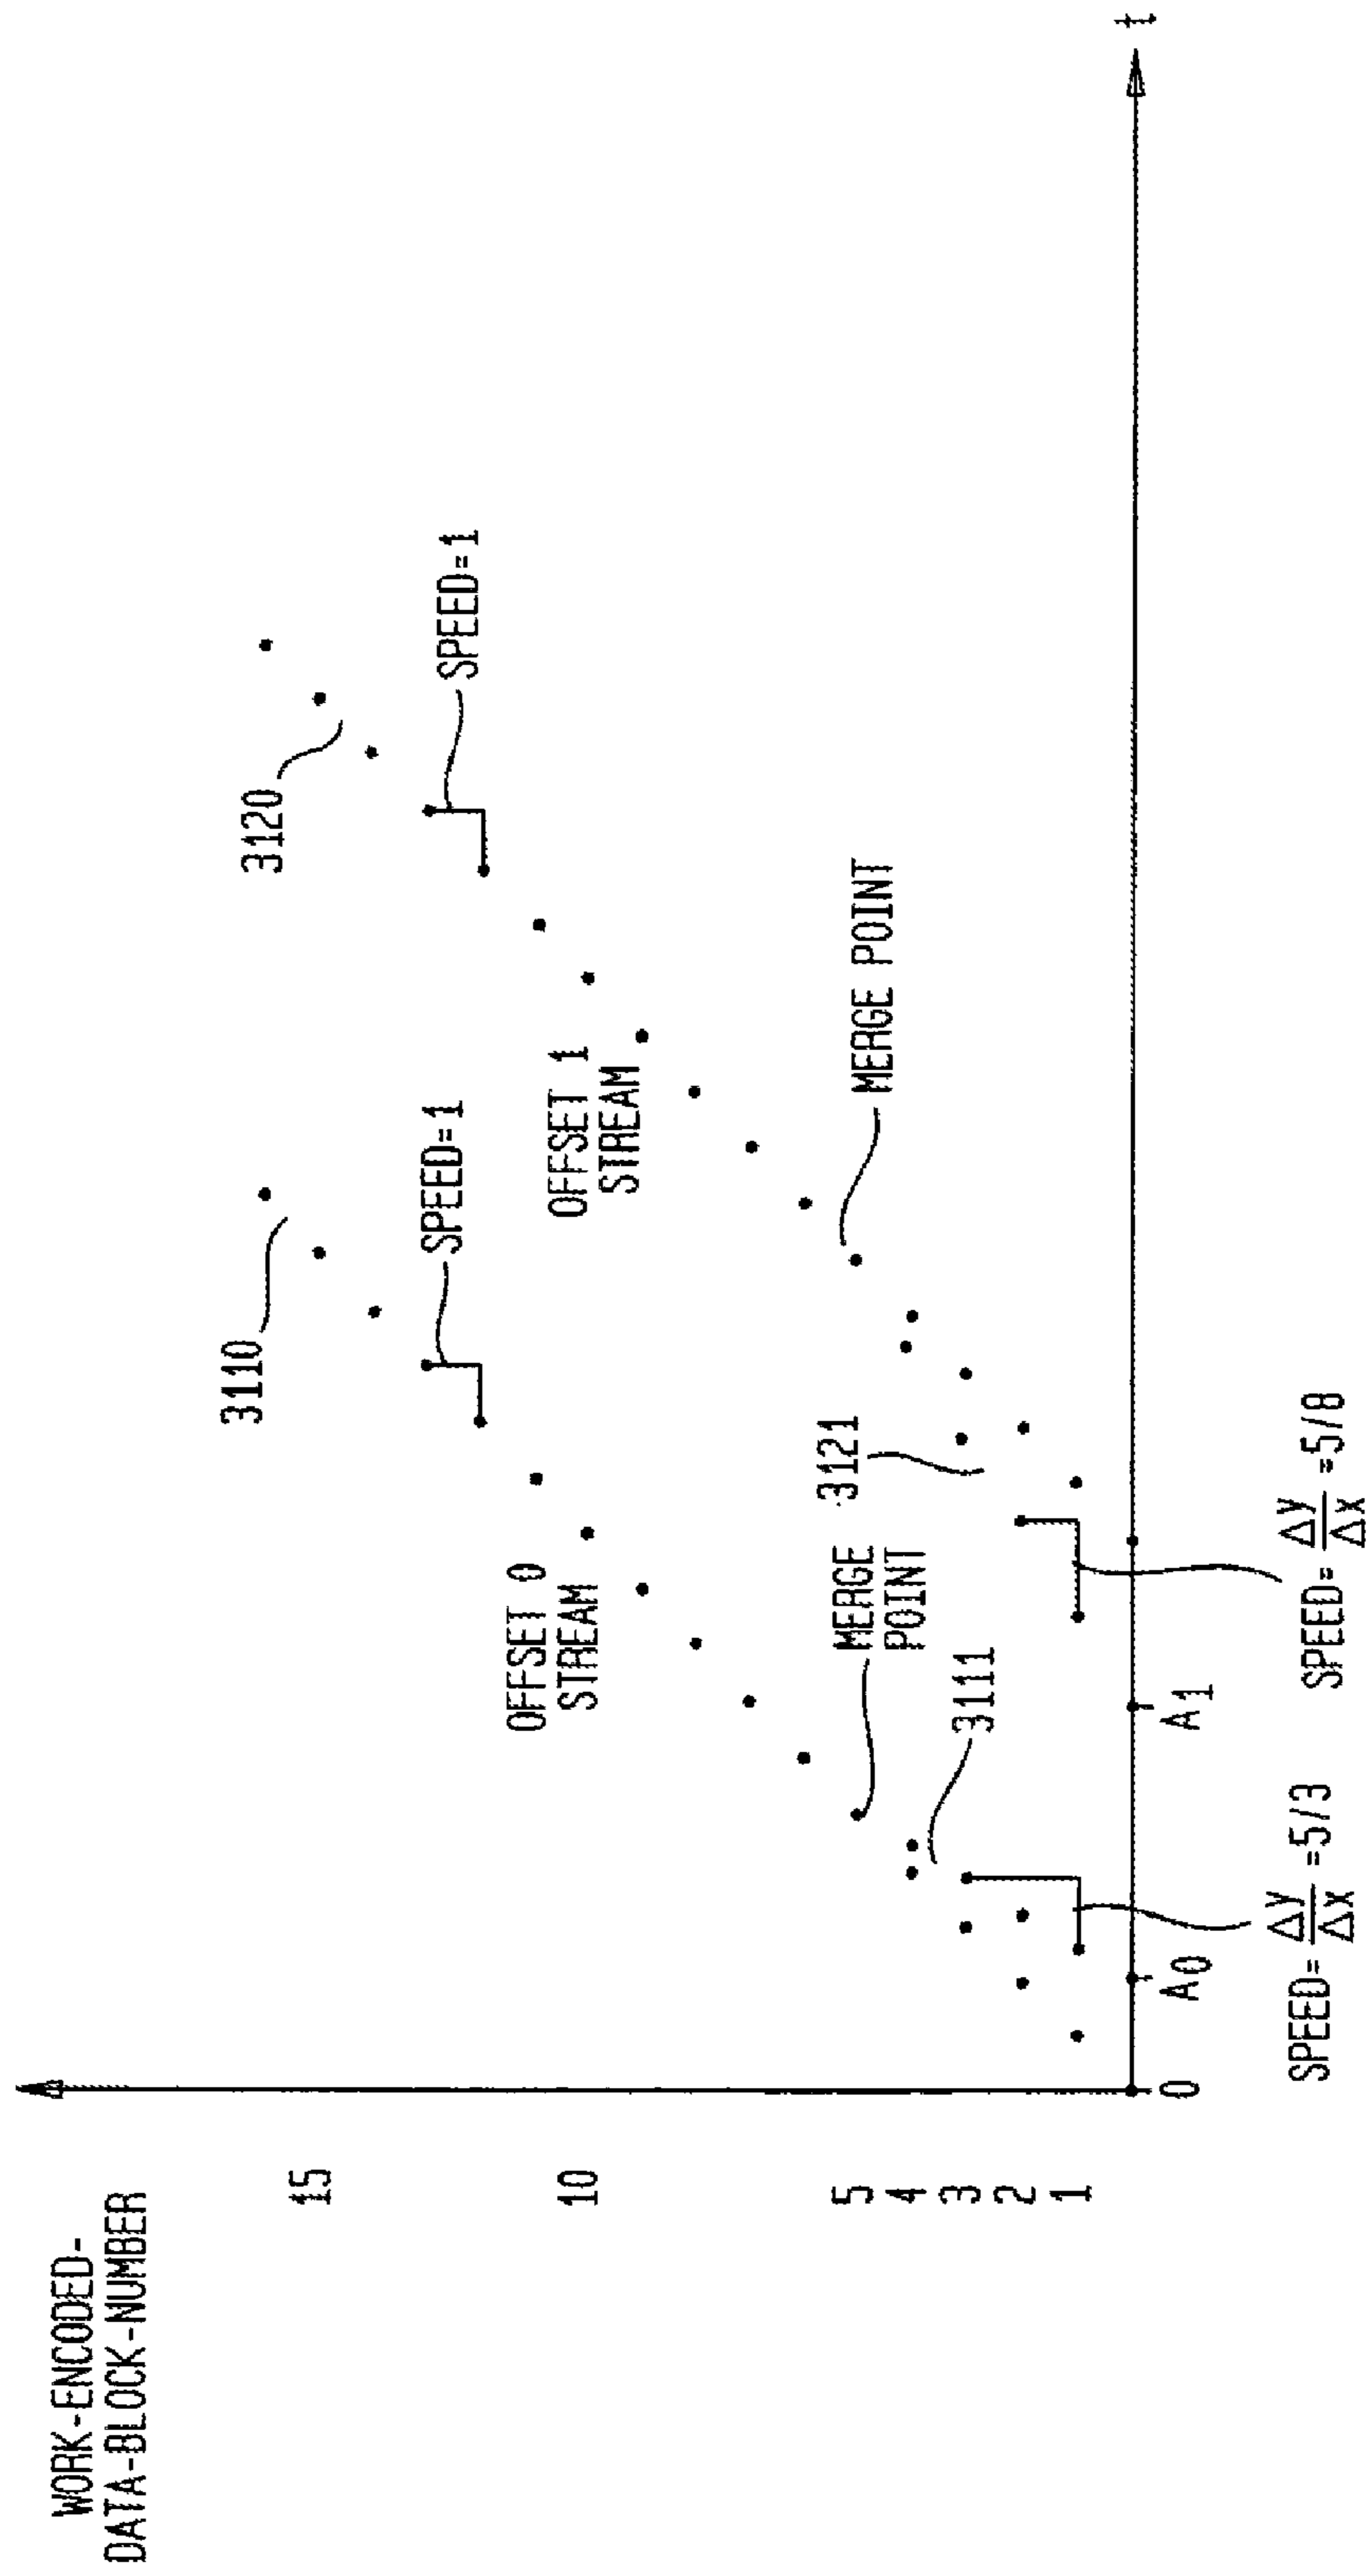 WORK-ENCODED-
DATA-BLOCK-NUMBER
15
10
5
4
3
2
1
0
3110
SPEED=1
OFFSET 0
STREAM
3120
SPEED=1
OFFSET 1
STREAM
MERGE
POINT
3111
3121
MERGE POINT
A0
A1
t
SPEED= Δy/Δx =5/3
SPEED= Δy/Δx =5/8